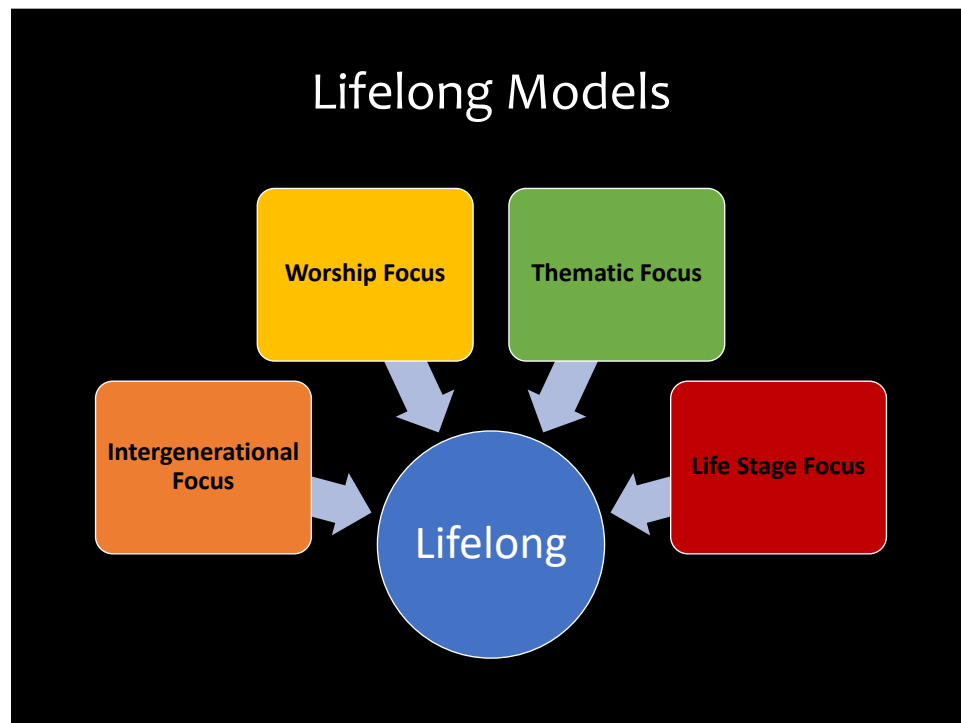 Lifelong Models
Worship Focus
Thematic Focus
Intergenerational
Focus
Life Stage Focus
Lifelong